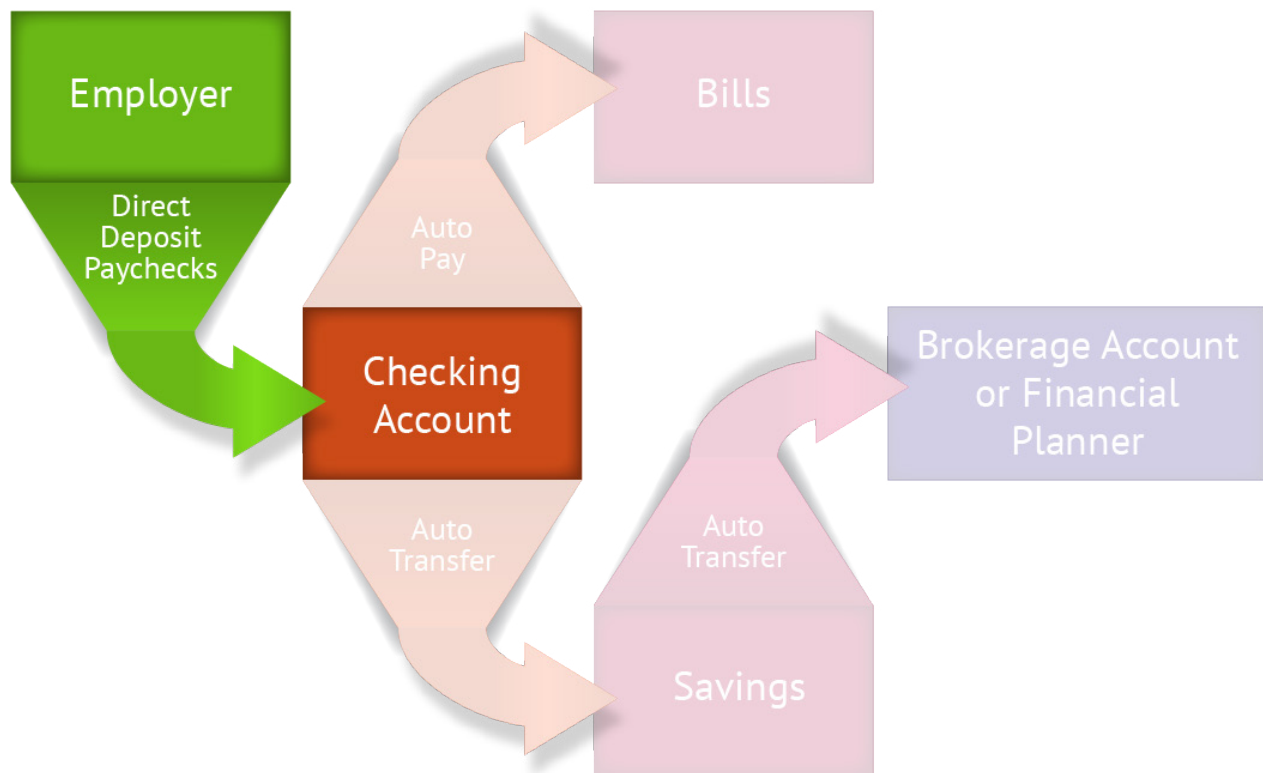 Employer
Direct
Deposit
Paychecks
Auto
Pay
Bills
Checking
Account
Auto
Transfer
Savings
Auto
Transfer
Brokerage Account
or Financial
Planner